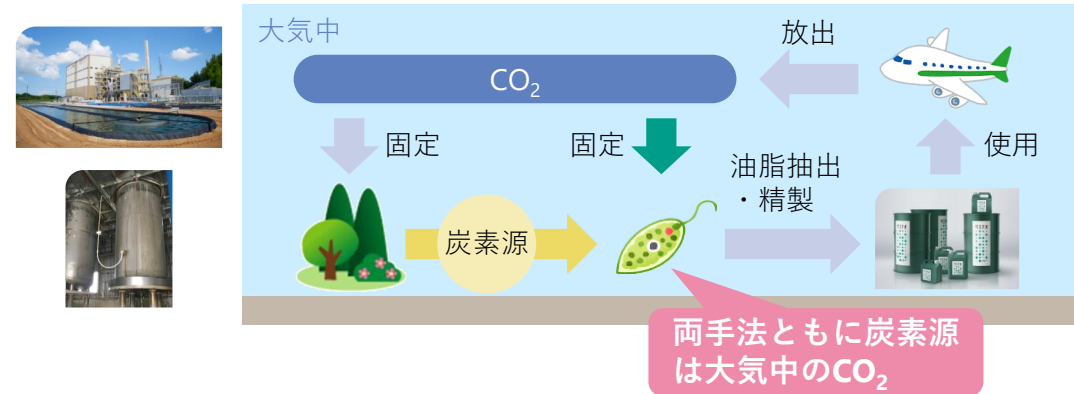 大気中
放出
CO₂
固定
固定
使用
油脂抽出
・精製
炭素源
両手法ともに炭素源
は大気中のCO₂